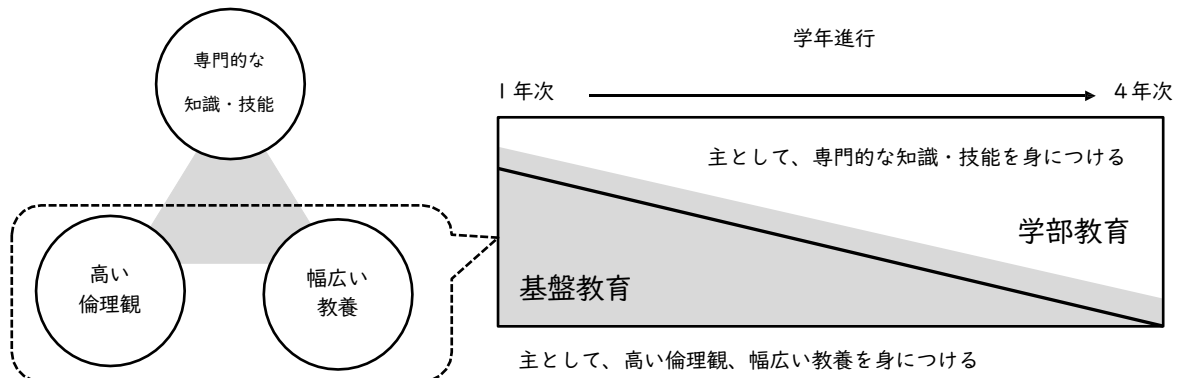 専門的な
知識・技能
高い
倫理観
幅広い
教養
学年進行
1年次
4年次
主として、専門的な知識・技能を身につける
学部教育
基盤教育
主として、高い倫理観、幅広い教養を身につける